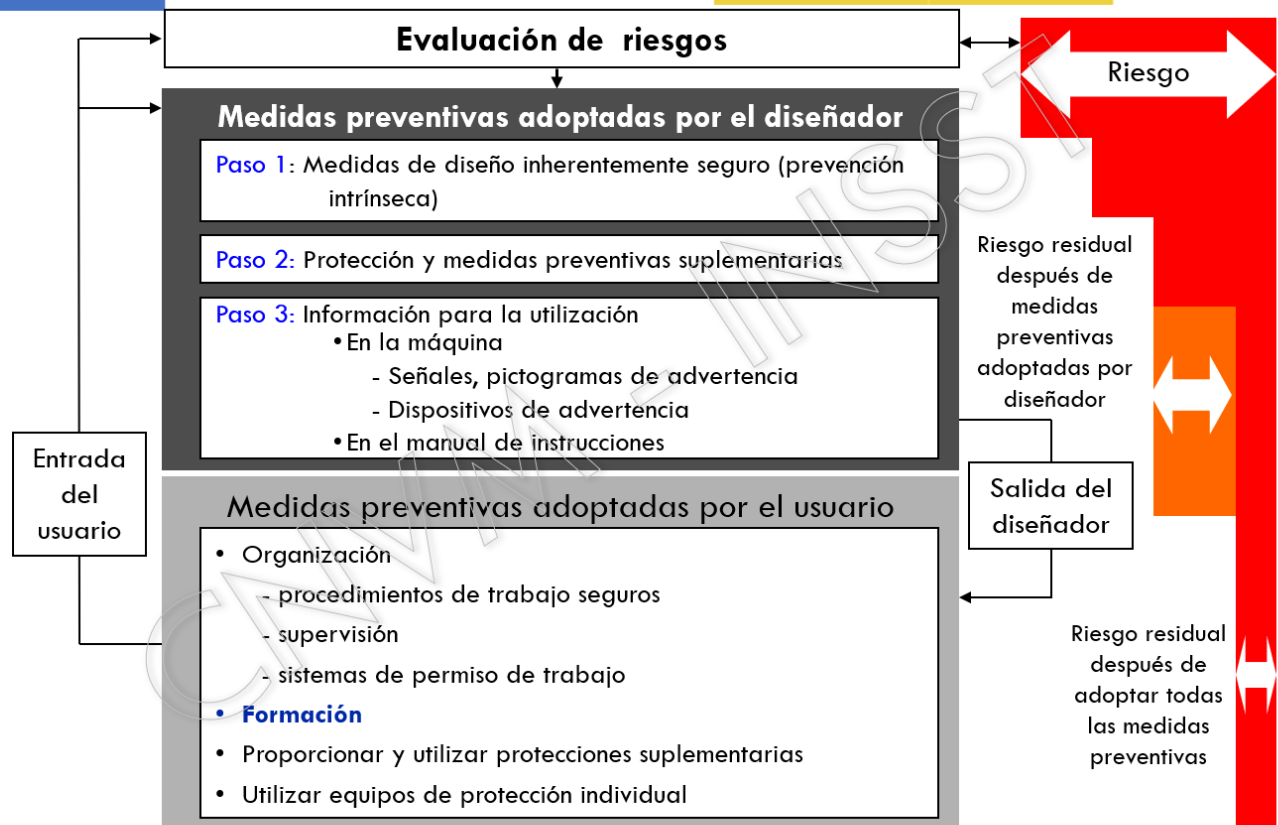 Evaluación de riesgos
Riesgo
Medidas preventivas adoptadas por el diseñador
Paso 1: Medidas de diseño inherentemente seguro (prevención
intrínseca)
Paso 2: Protección y medidas preventivas suplementarias
Paso 3: Información para la utilización
• En la máquina
- Señales, pictogramas de advertencia
- Dispositivos de advertencia
• En el manual de instrucciones
Riesgo residual
después de
medidas
preventivas
adoptadas por
diseñador
Entrada
del
usuario
Salida del
diseñador
Medidas preventivas adoptadas por el usuario
• Organización
- procedimientos de trabajo seguros
- supervisión
- sistemas de permiso de trabajo
• Formación
• Proporcionar y utilizar protecciones suplementarias
• Utilizar equipos de protección individual
Riesgo residual
después de
adoptar todas
las medidas
preventivas
CNVM - INSST